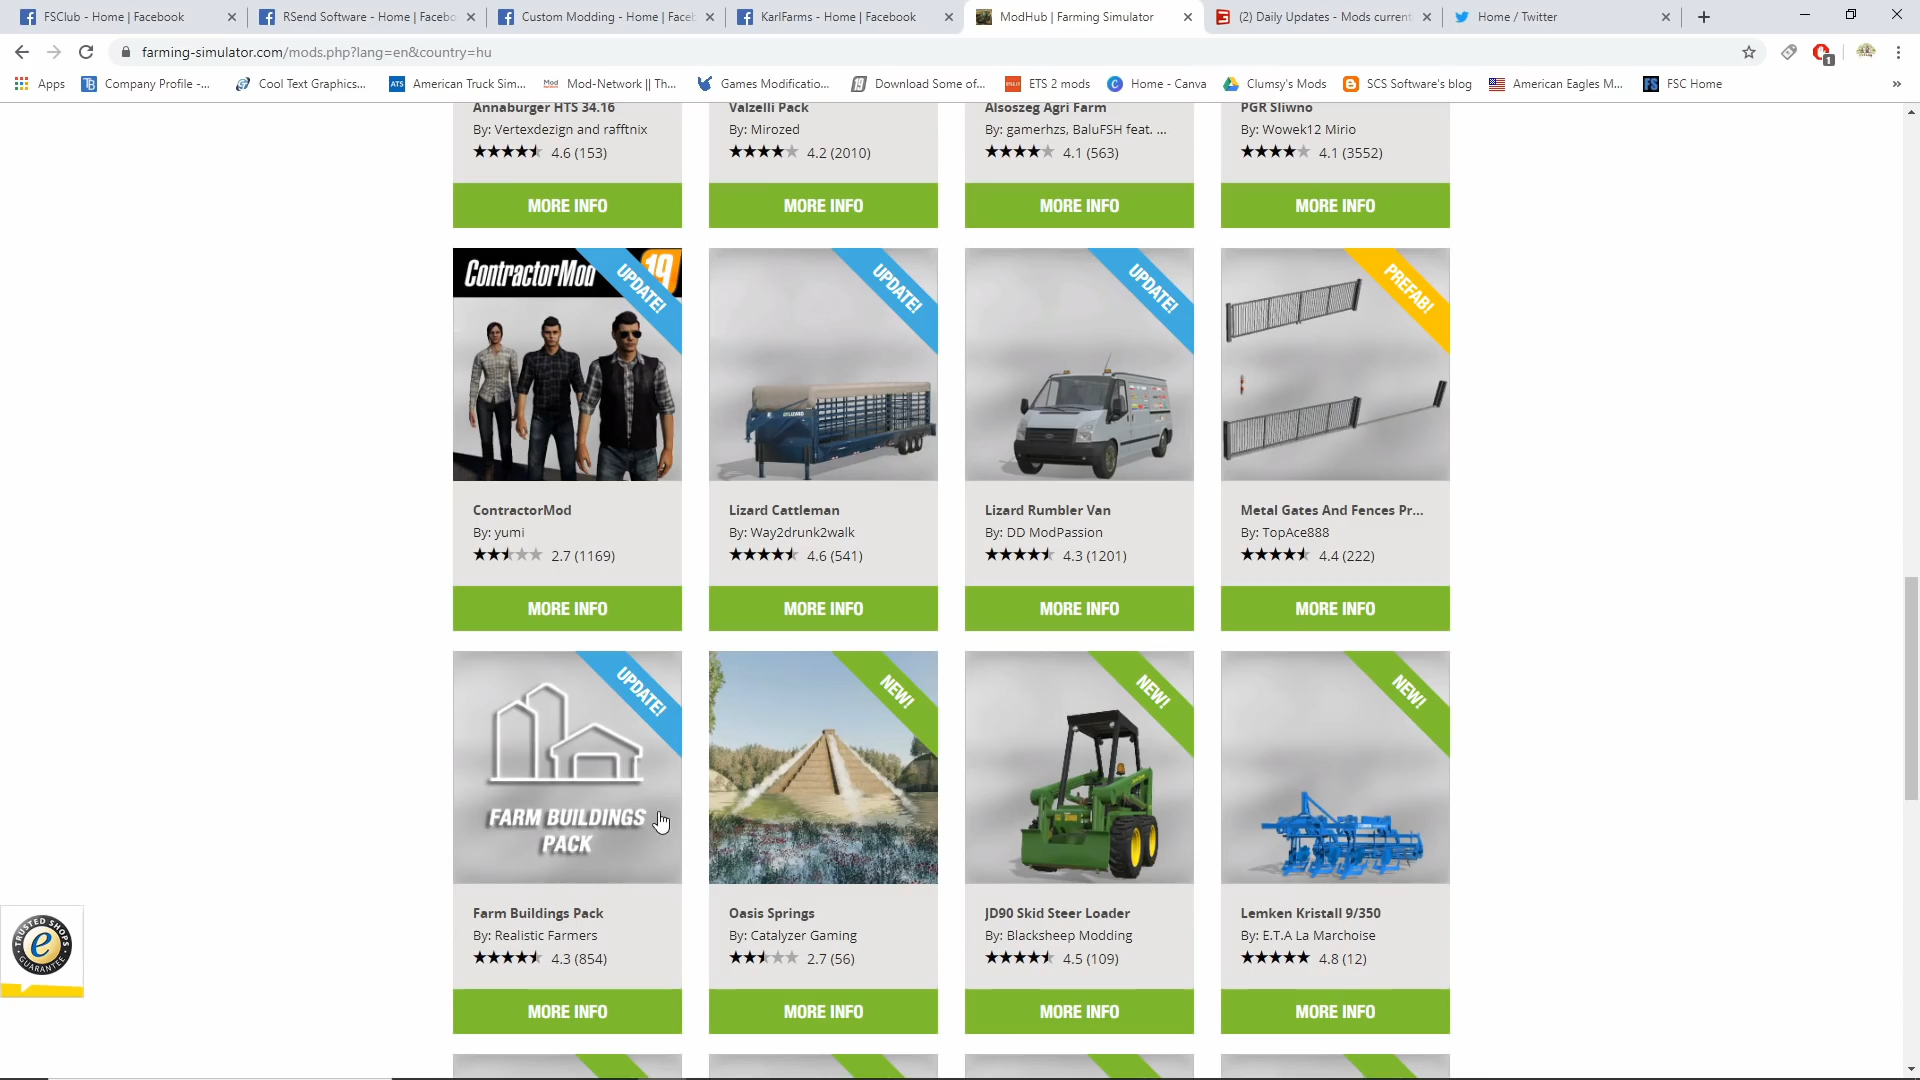 FSClub - Home | Facebook
RSend Software - Home | Facebo
Custom Modding - Home | Faceb
KarlFarms - Home | Facebook
ModHub | Farming Simulator
(2) Daily Updates - Mods current
Home / Twitter
farming-simulator.com/mods.php?lang=en&country=hu
1
Apps
Company Profile -...
Cool Text Graphics...
ATS
American Truck Sim...
Mod
Mod-Network || Th...
Games Modificatio...
19
Download Some of...
ETS 2 mods
Home - Canva
Clumsy's Mods
SCS Software's blog
American Eagles M...
FS
FSC Home
»
Annaburger HTS 34.16
By: Vertexdezign and rafftnix
4.6 (153)
MORE INFO
Valzelli Pack
By: Mirozed
4.2 (2010)
MORE INFO
Alsoszeg Agri Farm
By: gamerhzs, BaluFSH feat. ...
4.1 (563)
MORE INFO
PGR Sliwno
By: Wowek12 Mirio
4.1 (3552)
MORE INFO
ContractorMod
19
UPDATE!
ContractorMod
By: yumi
2.7 (1169)
MORE INFO
UPDATE!
LIZARD
Lizard Cattleman
By: Way2drunk2walk
4.6 (541)
MORE INFO
UPDATE!
Lizard Rumbler Van
By: DD ModPassion
4.3 (1201)
MORE INFO
PREFAB!
Metal Gates And Fences Pr...
By: TopAce888
4.4 (222)
MORE INFO
UPDATE!
FARM BUILDINGS
PACK
Farm Buildings Pack
By: Realistic Farmers
4.3 (854)
MORE INFO
NEW!
Oasis Springs
By: Catalyzer Gaming
2.7 (56)
MORE INFO
NEW!
JD90 Skid Steer Loader
By: Blacksheep Modding
4.5 (109)
MORE INFO
NEW!
Lemken Kristall 9/350
By: E.T.A La Marchoise
4.8 (12)
MORE INFO
TRUSTED SHOPS
e
GUARANTEE